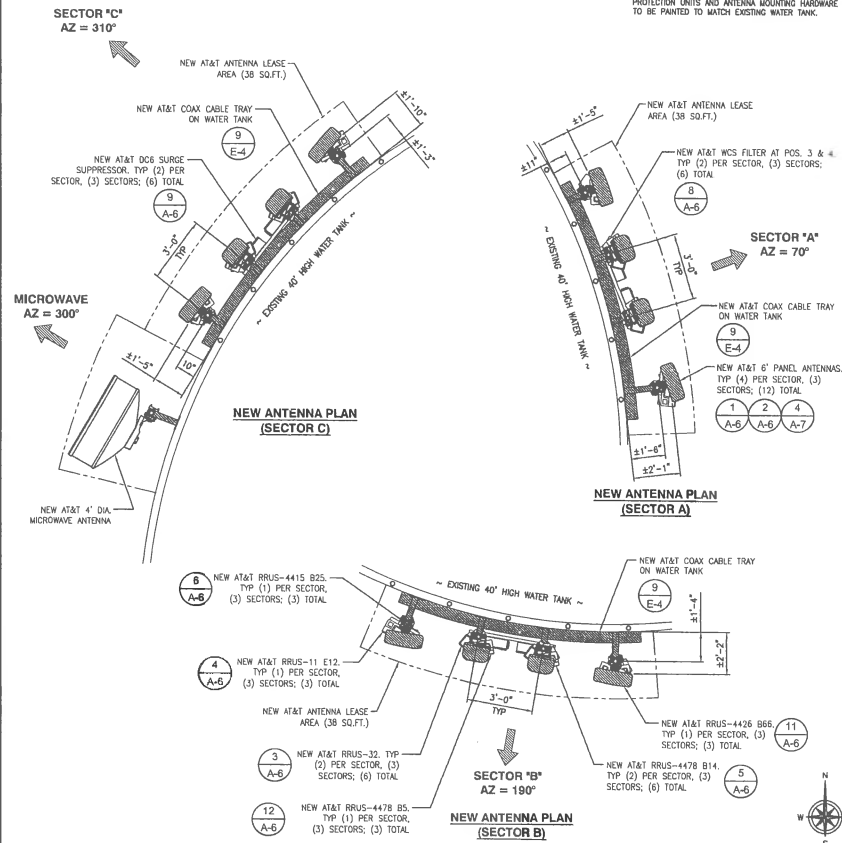 PROTECTION UNITS AND ANTENNA MOUNTING HARDWARE
TO BE PAINTED TO MATCH EXISTING WATER TANK.
SECTOR "C"
AZ = 310°
NEW AT&T ANTENNA LEASE
AREA (38 SQ.FT.)
NEW AT&T COAX CABLE TRAY
ON WATER TANK
9
E-4
NEW AT&T DC6 SURGE
SUPPRESSOR. TYP (2) PER
SECTOR, (3) SECTORS; (6) TOTAL
9
A-6
±1'-10"
±1'-3"
3'-0"
TYP
~ EXISTING 40' HIGH WATER TANK ~
MICROWAVE
AZ = 300°
±1'-5"
10"
NEW AT&T 4' DIA.
MICROWAVE ANTENNA
NEW ANTENNA PLAN
(SECTOR C)
±1'-5"
±11"
NEW AT&T ANTENNA LEASE
AREA (38 SQ.FT.)
NEW AT&T WCS FILTER AT POS. 3 & 4.
TYP (2) PER SECTOR, (3) SECTORS;
(6) TOTAL
8
A-6
~ EXISTING 40' HIGH WATER TANK ~
3'-0"
TYP
SECTOR "A"
AZ = 70°
NEW AT&T COAX CABLE TRAY
ON WATER TANK
9
E-4
NEW AT&T 6' PANEL ANTENNAS.
TYP (4) PER SECTOR, (3)
SECTORS; (12) TOTAL
1
A-6
2
A-6
4
A-7
±1'-6"
±2'-1"
NEW ANTENNA PLAN
(SECTOR A)
6
A-6
NEW AT&T RRUS-4415 B25.
TYP (1) PER SECTOR,
(3) SECTORS; (3) TOTAL
~ EXISTING 40' HIGH WATER TANK ~
NEW AT&T COAX CABLE TRAY
ON WATER TANK
9
E-4
±1'-4"
±2'-2"
4
A-6
NEW AT&T RRUS-11 E12.
TYP (1) PER SECTOR,
(3) SECTORS; (3) TOTAL
NEW AT&T ANTENNA LEASE
AREA (38 SQ.FT.)
3'-0"
TYP
NEW AT&T RRUS-4426 B66.
TYP (1) PER SECTOR, (3)
SECTORS; (3) TOTAL
11
A-6
3
A-6
NEW AT&T RRUS-32. TYP
(2) PER SECTOR, (3)
SECTORS; (6) TOTAL
SECTOR "B"
AZ = 190°
NEW AT&T RRUS-4478 B14.
TYP (2) PER SECTOR, (3)
SECTORS; (6) TOTAL
5
A-6
12
A-6
NEW AT&T RRUS-4478 B5.
TYP (1) PER SECTOR,
(3) SECTORS; (3) TOTAL
NEW ANTENNA PLAN
(SECTOR B)
N
W
S